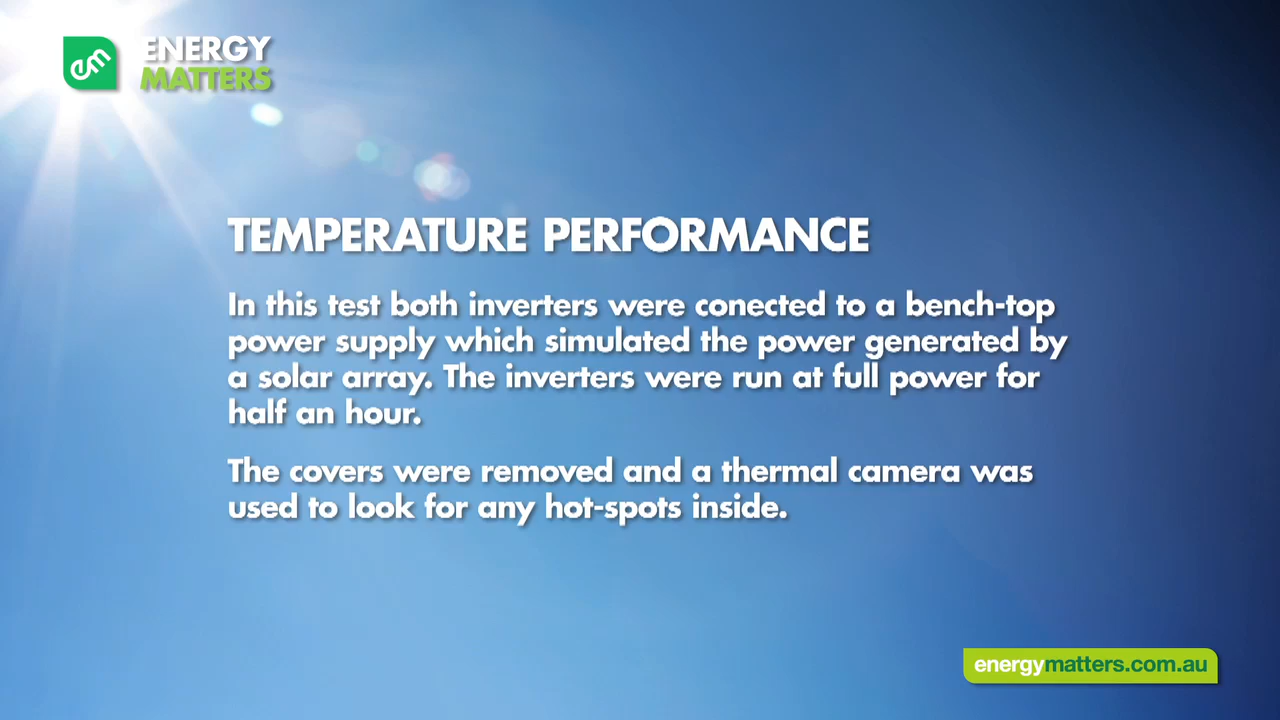 em
ENERGY
MATTERS
TEMPERATURE PERFORMANCE
In this test both inverters were conected to a bench-top
power supply which simulated the power generated by
a solar array. The inverters were run at full power for
half an hour.
The covers were removed and a thermal camera was
used to look for any hot-spots inside.
energymatters.com.au